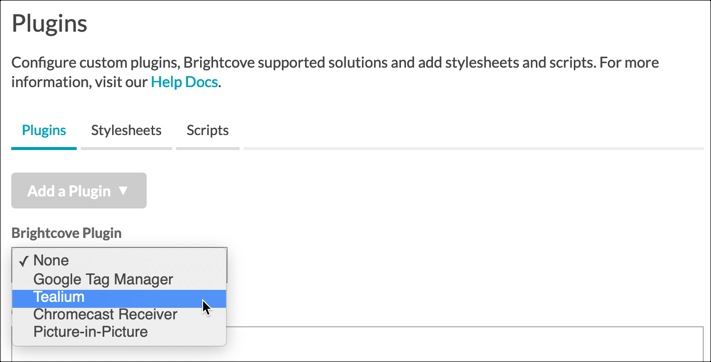 Plugins
Configure custom plugins, Brightcove supported solutions and add stylesheets and scripts. For more
information, visit our Help Docs.
Plugins Stylesheets Scripts
Add a Plugin ▼
Brightcove Plugin
✓ None
Google Tag Manager
Tealium
Chromecast Receiver
Picture-in-Picture